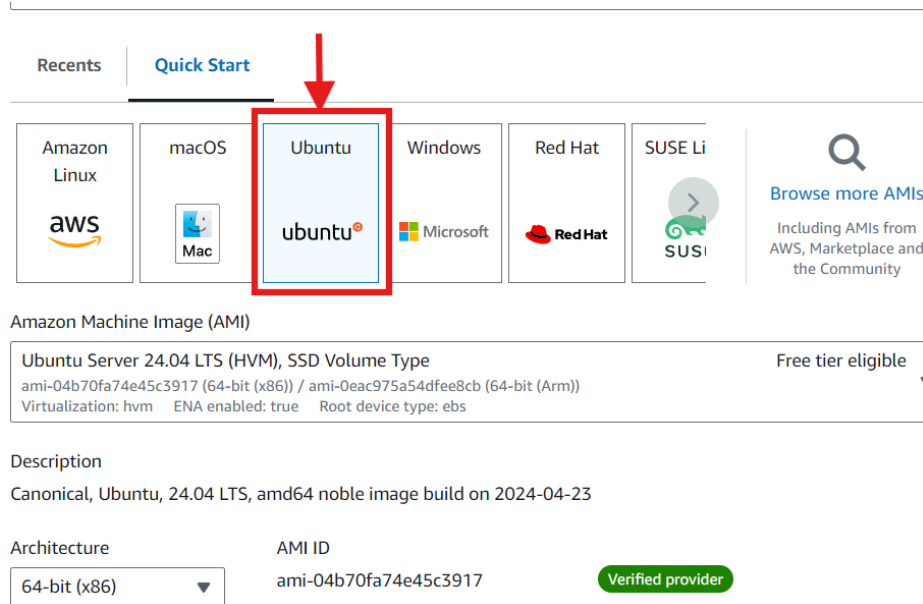 Recents
Quick Start
Amazon
Linux
aws
macOS
Mac
Ubuntu
ubuntu
Windows
Microsoft
Red Hat
Red Hat
SUSE Li
SUS
Browse more AMIs
Including AMIs from
AWS, Marketplace and
the Community
Amazon Machine Image (AMI)
Ubuntu Server 24.04 LTS (HVM), SSD Volume Type
Free tier eligible
ami-04b70fa74e45c3917 (64-bit (x86)) / ami-0eac975a54dfee8cb (64-bit (Arm))
Virtualization: hvm ENA enabled: true Root device type: ebs
Description
Canonical, Ubuntu, 24.04 LTS, amd64 noble image build on 2024-04-23
Architecture
64-bit (x86)
AMI ID
ami-04b70fa74e45c3917
Verified provider